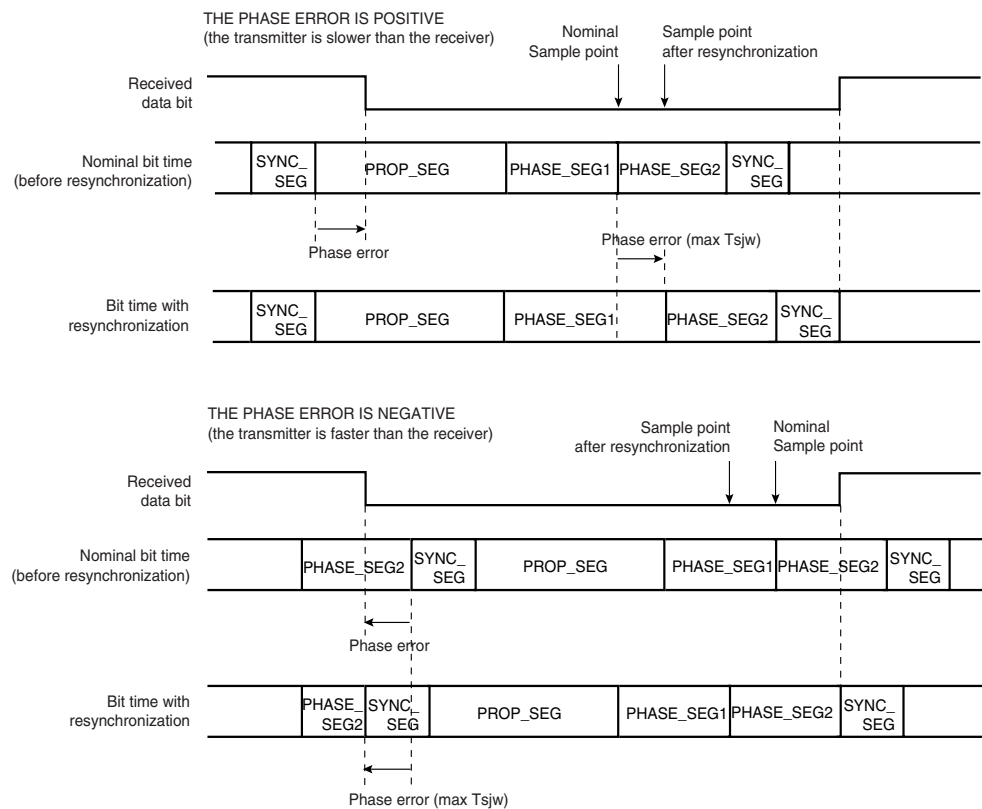 THE PHASE ERROR IS POSITIVE
(the transmitter is slower than the receiver)
Nominal
Sample point
Sample point
after resynchronization
Received
data bit
Nominal bit time
(before resynchronization)
SYNC_
SEG
PROP_SEG
PHASE_SEG1
PHASE_SEG2
SYNC_
SEG
Phase error
Phase error (max Tsjw)
Bit time with
resynchronization
SYNC_
SEG
PROP_SEG
PHASE_SEG1
PHASE_SEG2
SYNC_
SEG
THE PHASE ERROR IS NEGATIVE
(the transmitter is faster than the receiver)
Sample point
after resynchronization
Nominal
Sample point
Received
data bit
Nominal bit time
(before resynchronization)
PHASE_SEG2
SYNC_
SEG
PROP_SEG
PHASE_SEG1
PHASE_SEG2
SYNC_
SEG
Phase error
Bit time with
resynchronization
PHASE_
SEG2
SYNC_
SEG
PROP_SEG
PHASE_SEG1
PHASE_SEG2
SYNC_
SEG
Phase error (max Tsjw)